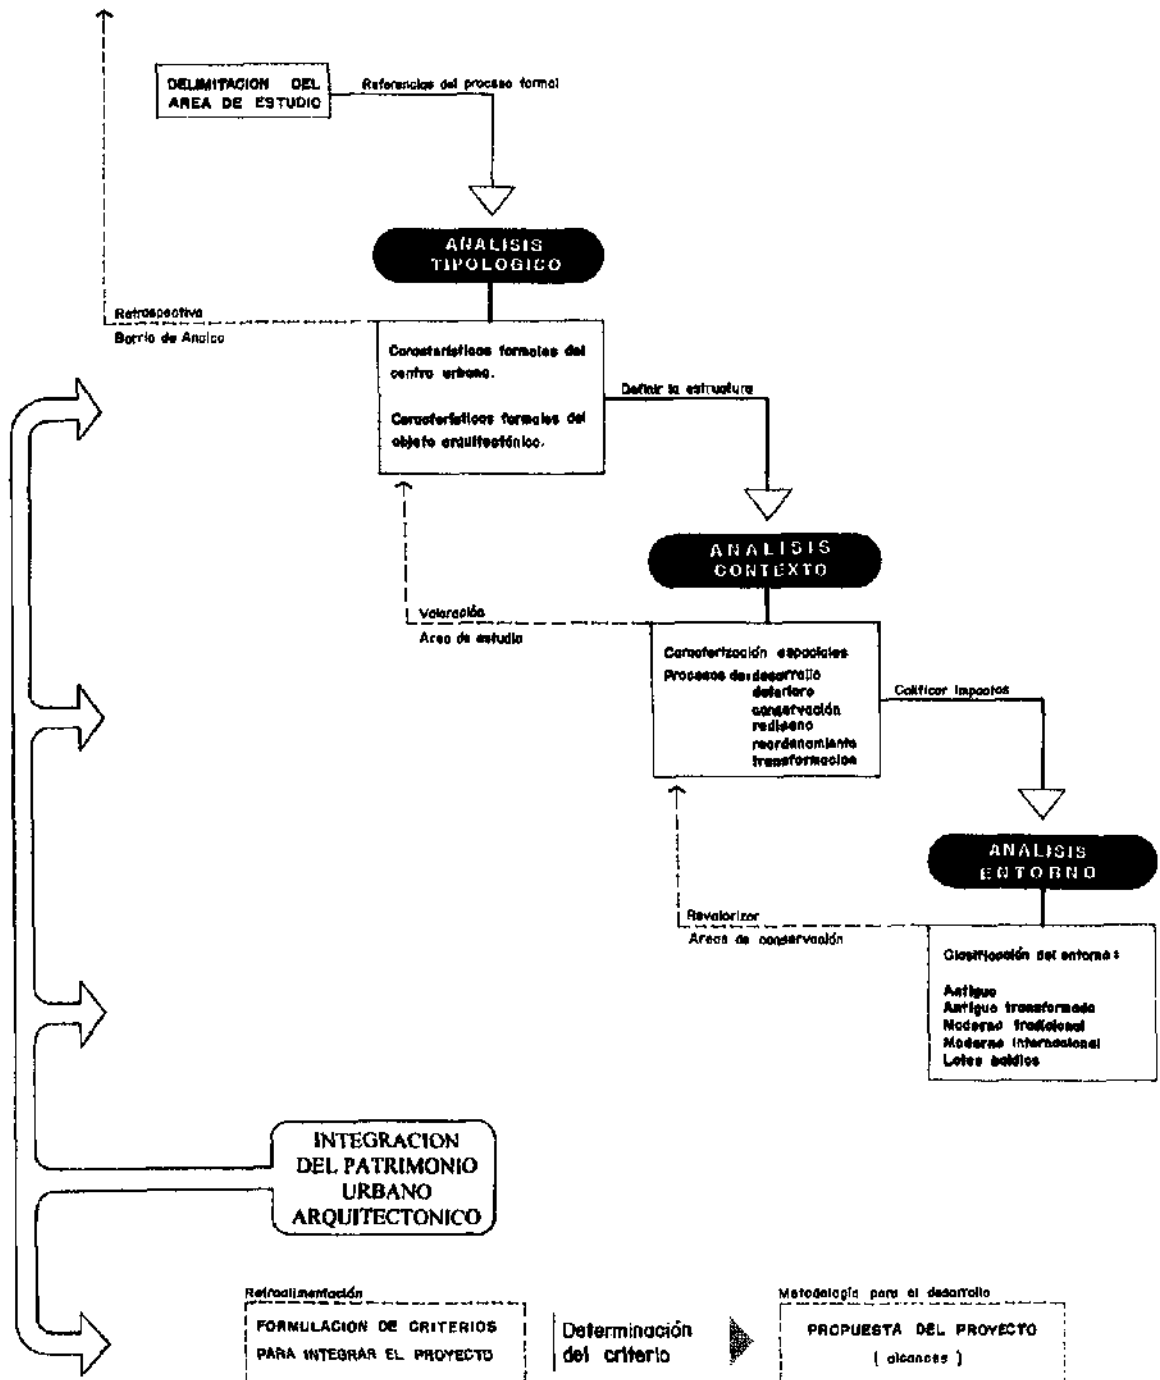 DELIMITACION DEL
AREA DE ESTUDIO
Referencias del proceso formal
ANALISIS
TIPOLOGICO
Retrospectiva
Barrio de Analco
Características formales del
centro urbano.
Características formales del
objeto arquitectónico.
Definir la estructura
ANALISIS
CONTEXTO
Valoración
Area de estudio
Caracterización espaciales
Procesos de: desarrollo
deterioro
conservación
rediseno
reordenamiento
transformacion
Calificar impactos
ANALISIS
ENTORNO
Revalorizar
Areas de conservación
Clasificación del entorno:
Antiguo
Antiguo transformado
Moderno tradicional
Moderno internacional
Lotes baldios
INTEGRACION
DEL PATRIMONIO
URBANO
ARQUITECTONICO
Retroalimentación
FORMULACION DE CRITERIOS
PARA INTEGRAR EL PROYECTO
Determinación
del criterio
Metodología para el desarrollo
PROPUESTA DEL PROYECTO
( alcances )